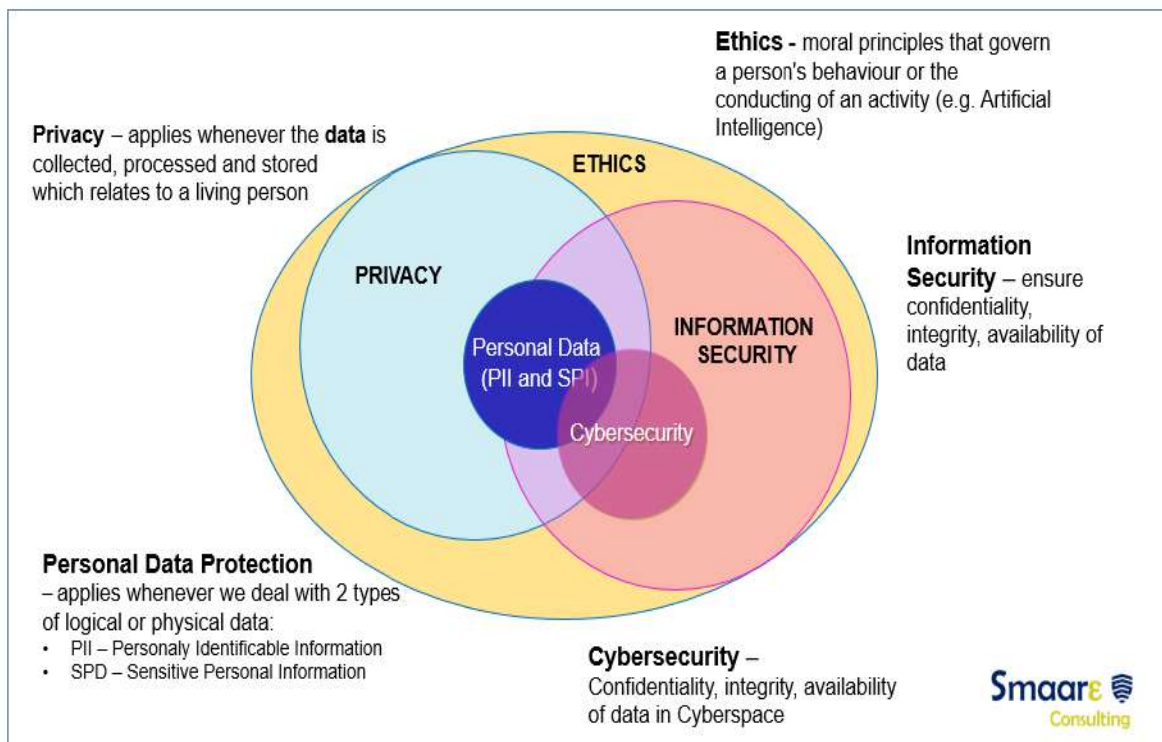 Ethics - moral principles that govern
a person's behaviour or the
conducting of an activity (e.g. Artificial
Intelligence)
Privacy – applies whenever the data is
collected, processed and stored
which relates to a living person
ETHICS
PRIVACY
INFORMATION
SECURITY
Personal Data
(PII and SPI)
Cybersecurity
Information
Security – ensure
confidentiality,
integrity, availability of
data
Personal Data Protection
– applies whenever we deal with 2 types
of logical or physical data:
• PII – Personaly Identificable Information
• SPD – Sensitive Personal Information
Cybersecurity –
Confidentiality, integrity, availability
of data in Cyberspace
Smaarε
Consulting